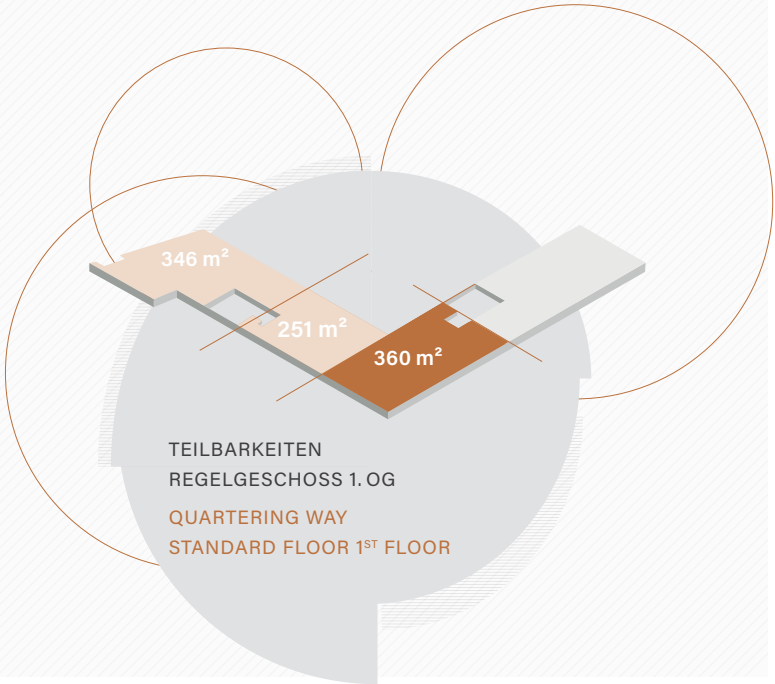 346 m²
251 m²
360 m²
TEILBARKEITEN
REGELGESCHOSS 1. OG
QUARTERING WAY
STANDARD FLOOR 1ST FLOOR